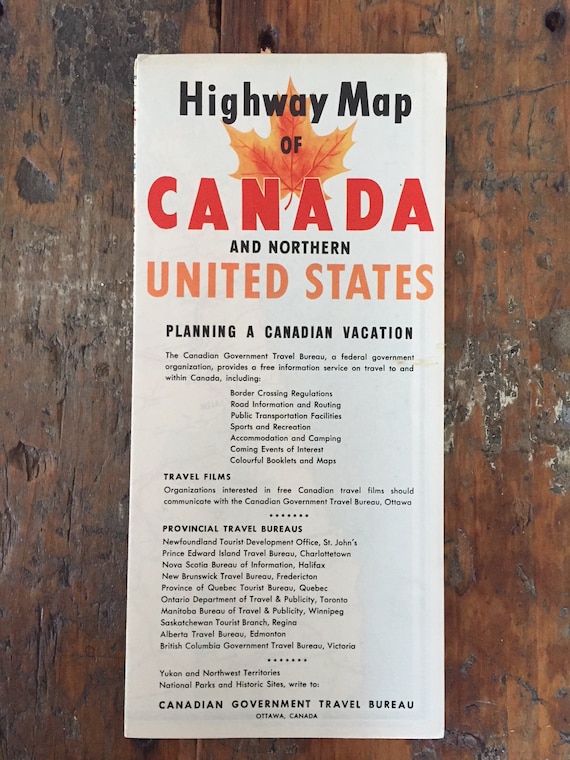 Highway Map
OF
CANADA
AND NORTHERN
UNITED STATES
PLANNING A CANADIAN VACATION
The Canadian Government Travel Bureau, a federal government
organization, provides a free information service on travel to and
within Canada, including:
Border Crossing Regulations
Road Information and Routing
Public Transportation Facilities
Sports and Recreation
Accommodation and Camping
Coming Events of Interest
Colourful Booklets and Maps
TRAVEL FILMS
Organizations interested in free Canadian travel films should
communicate with the Canadian Government Travel Bureau, Ottawa
PROVINCIAL TRAVEL BUREAUS
Newfoundland Tourist Development Office, St. John's
Prince Edward Island Travel Bureau, Charlottetown
Nova Scotia Bureau of Information, Halifax
New Brunswick Travel Bureau, Fredericton
Province of Quebec Tourist Bureau, Quebec
Ontario Department of Travel & Publicity, Toronto
Manitoba Bureau of Travel & Publicity, Winnipeg
Saskatchewan Tourist Branch, Regina
Alberta Travel Bureau, Edmonton
British Columbia Government Travel Bureau, Victoria
Yukon and Northwest Territories
National Parks and Historic Sites, write to:
CANADIAN GOVERNMENT TRAVEL BUREAU
OTTAWA, CANADA